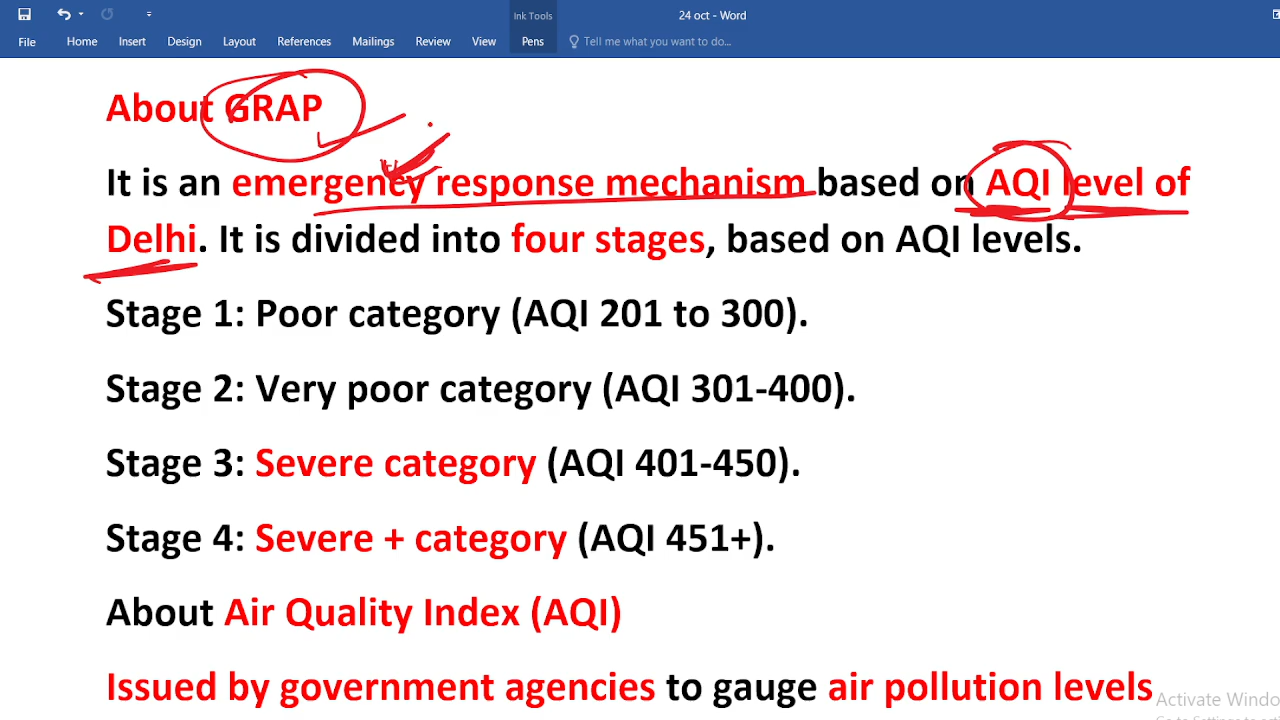 Ink Tools
24 oct - Word
File Home Insert Design Layout References Mailings Review View Pens Tell me what you want to do...
About GRAP
It is an emergency response mechanism based on AQI level of
Delhi. It is divided into four stages, based on AQI levels.
Stage 1: Poor category (AQI 201 to 300).
Stage 2: Very poor category (AQI 301-400).
Stage 3: Severe category (AQI 401-450).
Stage 4: Severe + category (AQI 451+).
About Air Quality Index (AQI)
Issued by government agencies to gauge air pollution levels
Activate Windo